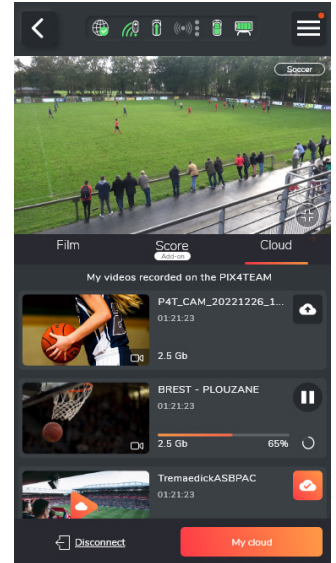 Soccer
Film
Score
Add-on
Cloud
My videos recorded on the PIX4TEAM
P4T_CAM_20221226_1...
01:21:23
2.5 Gb
BREST - PLOUZANE
01:21:23
2.5 Gb
65%
TremaedickASBPAC
01:21:23
Disconnect
My cloud